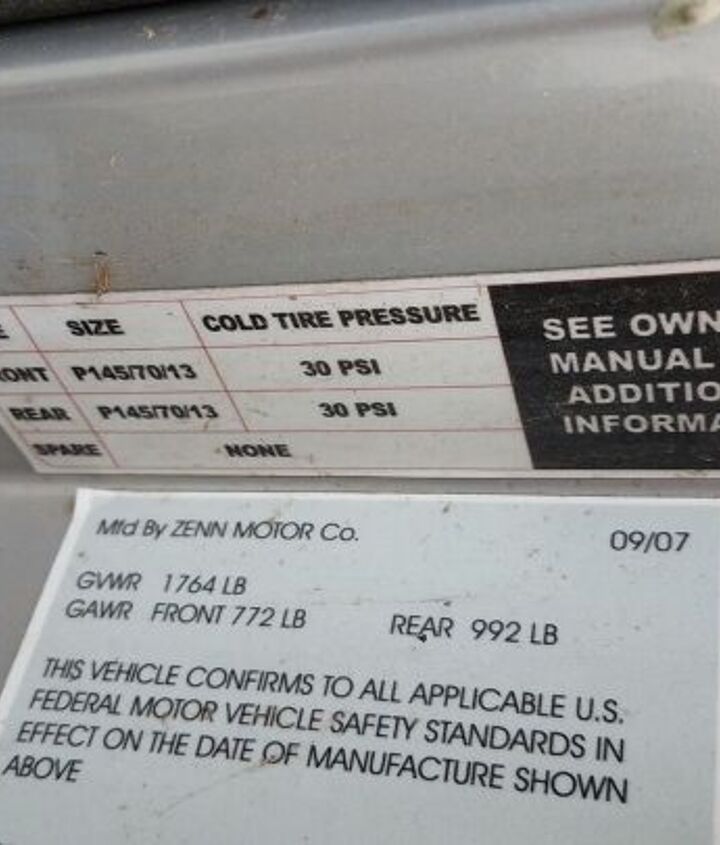 SIZE COLD TIRE PRESSURE
ONT P145/70/13 30 PSI
REAR P145/70/13 30 PSI
SPARE NONE
SEE OWN
MANUAL
ADDITIO
INFORMA
Mfd By ZENN MOTOR Co. 09/07
GVWR 1764 LB
GAWR FRONT 772 LB REAR 992 LB
THIS VEHICLE CONFIRMS TO ALL APPLICABLE U.S.
FEDERAL MOTOR VEHICLE SAFETY STANDARDS IN
EFFECT ON THE DATE OF MANUFACTURE SHOWN
ABOVE